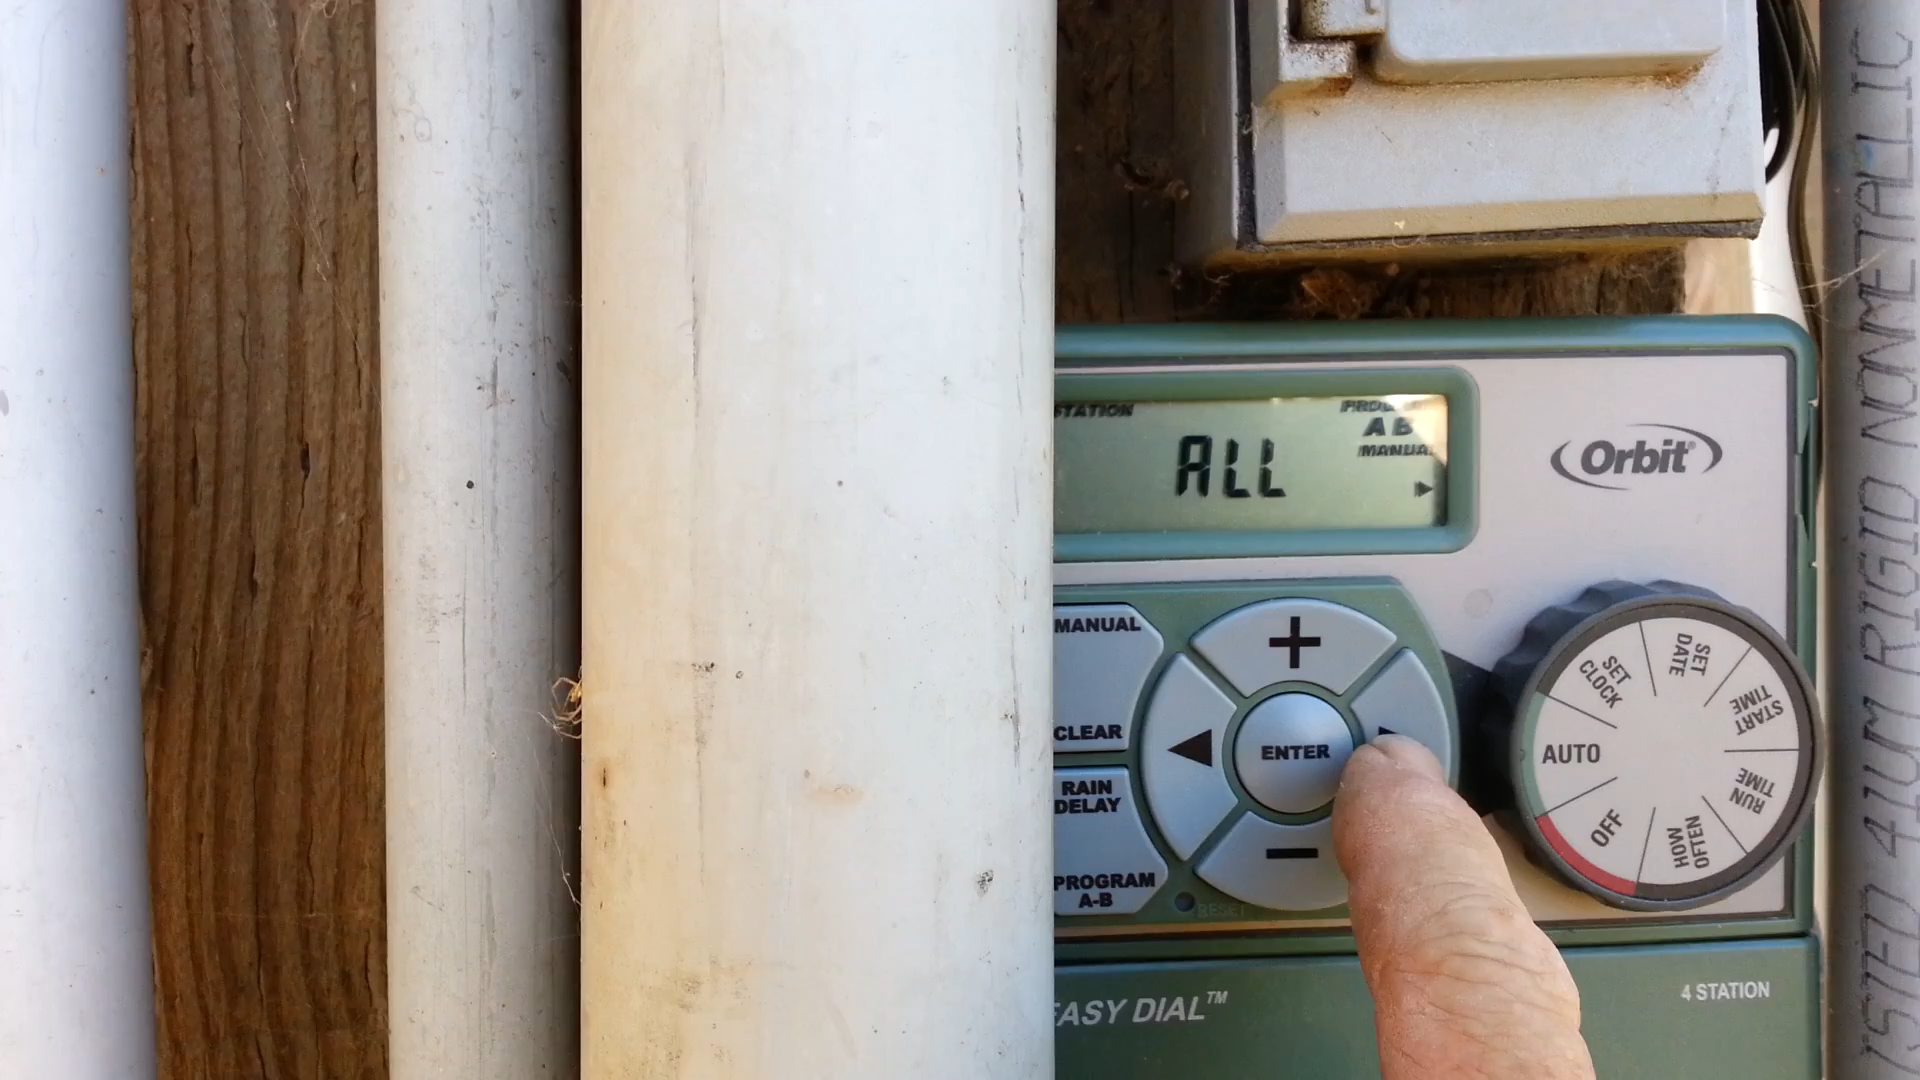 STATION
A B
MANUAL
ALL
Orbit
MANUAL
CLEAR
RAIN
DELAY
PROGRAM
A-B
ENTER
RESET
SET
CLOCK
SET
DATE
START
TIME
RUN
TIME
HOW
OFTEN
OFF
AUTO
EASY DIAL™
4 STATION
RIGID NONMETALLIC